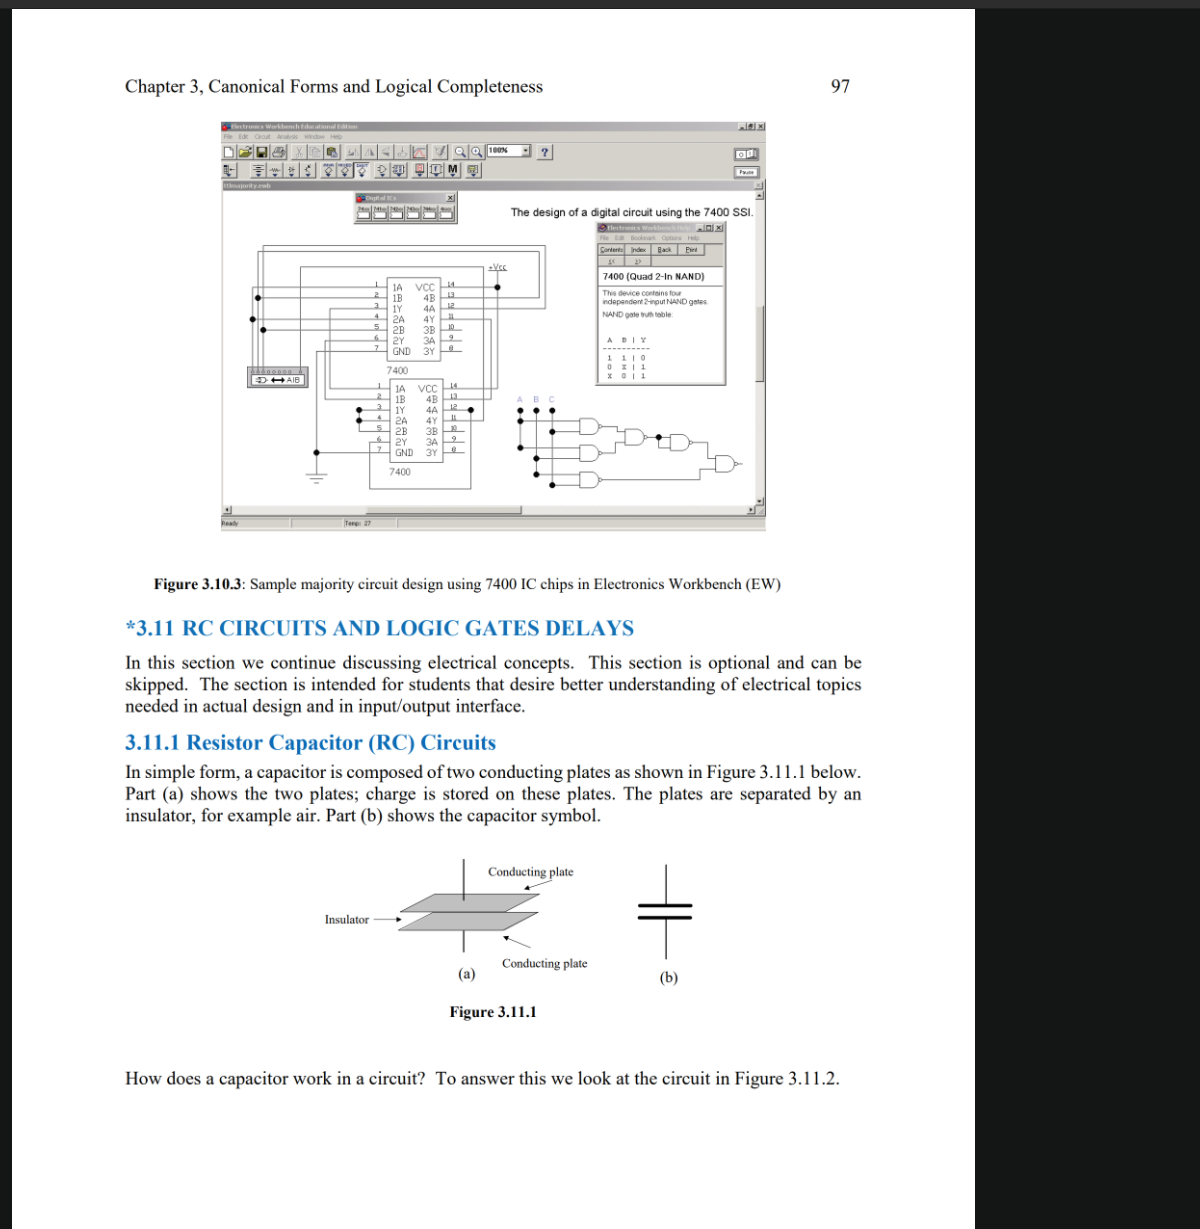 Chapter 3, Canonical Forms and Logical Completeness 97
Electronics Workbench Educational Edition
File Edit Circuit Analysis Window Help
100% ?
M
Pause
111majority.ewb
Digital ICs
The design of a digital circuit using the 7400 SSI.
Electronics Workbench Help
File Edit Bookmark Options Help
Contents Index Back Print
<< >>
7400 (Quad 2-In NAND)
This device contains four
independent 2-input NAND gates.
NAND gate truth table:
A B | Y
-----------
1 1 | 0
0 X | 1
X 0 | 1
+Vcc
1 1A VCC 14
2 1B 4B 13
3 1Y 4A 12
4 2A 4Y 11
5 2B 3B 10
6 2Y 3A 9
7 GND 3Y 8
7400
A|B
1 1A VCC 14
2 1B 4B 13
3 1Y 4A 12
4 2A 4Y 11
5 2B 3B 10
6 2Y 3A 9
7 GND 3Y 8
7400
A B C
Ready Temp: 27
Figure 3.10.3: Sample majority circuit design using 7400 IC chips in Electronics Workbench (EW)
*3.11 RC CIRCUITS AND LOGIC GATES DELAYS
In this section we continue discussing electrical concepts. This section is optional and can be
skipped. The section is intended for students that desire better understanding of electrical topics
needed in actual design and in input/output interface.
3.11.1 Resistor Capacitor (RC) Circuits
In simple form, a capacitor is composed of two conducting plates as shown in Figure 3.11.1 below.
Part (a) shows the two plates; charge is stored on these plates. The plates are separated by an
insulator, for example air. Part (b) shows the capacitor symbol.
Conducting plate
Insulator
Conducting plate
(a)
(b)
Figure 3.11.1
How does a capacitor work in a circuit? To answer this we look at the circuit in Figure 3.11.2.